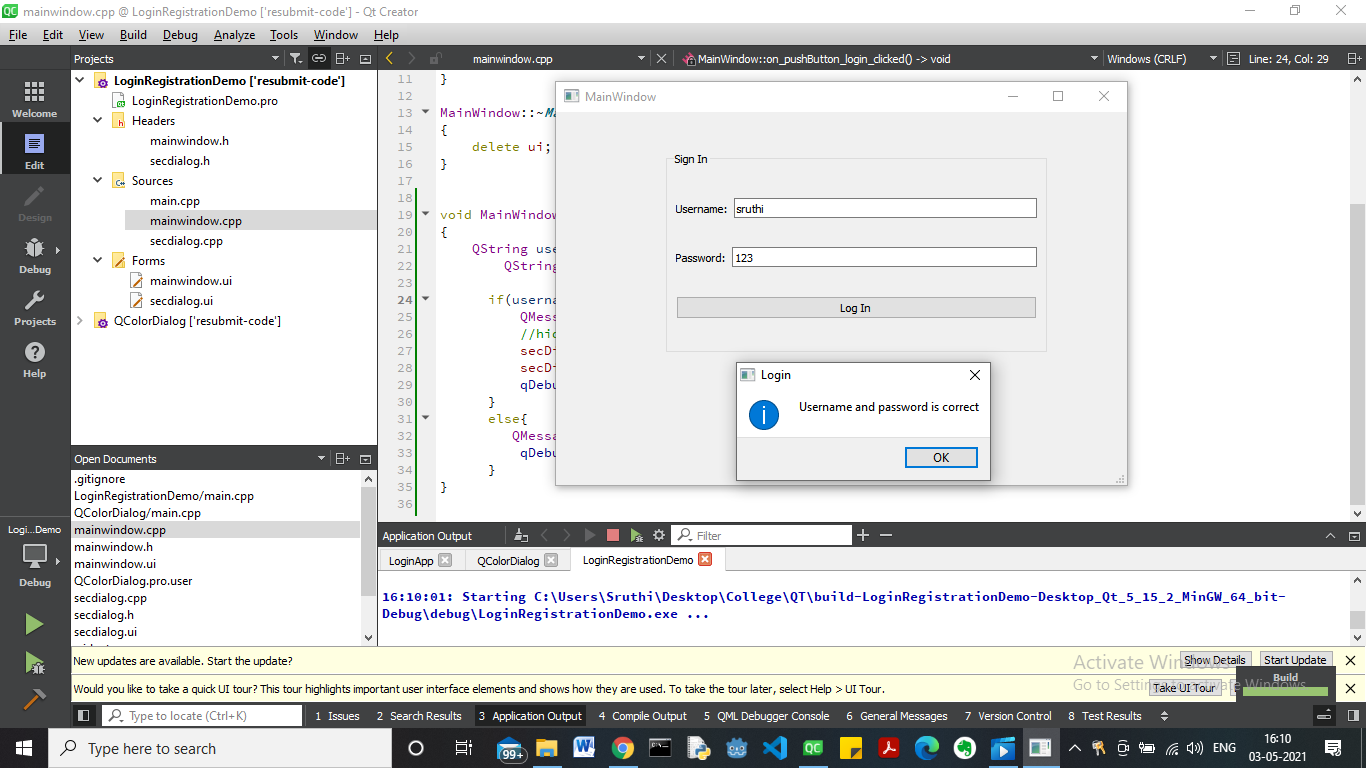 mainwindow.cpp @ LoginRegistrationDemo ['resubmit-code'] - Qt Creator
File Edit View Build Debug Analyze Tools Window Help
Projects
mainwindow.cpp
MainWindow::on_pushButton_login_clicked() -> void
Windows (CRLF)
Line: 24, Col: 29
Welcome
Edit
Design
Debug
Projects
Help
LoginRegistrationDemo ['resubmit-code']
LoginRegistrationDemo.pro
Headers
mainwindow.h
secdialog.h
Sources
main.cpp
mainwindow.cpp
secdialog.cpp
Forms
mainwindow.ui
secdialog.ui
QColorDialog ['resubmit-code']
11 }
12
13 MainWindow::~Ma
14 {
15 delete ui;
16 }
17
18
19 void MainWindow
20 {
21 QString use
22 QString
23
24 if(userna
25 QMess
26 //hid
27 secDi
28 secDi
29 qDebu
30 }
31 else{
32 QMessa
33 qDebu
34 }
35 }
36
MainWindow
Sign In
Username: sruthi
Password: 123
Log In
Login
Username and password is correct
OK
Open Documents
.gitignore
LoginRegistrationDemo/main.cpp
QColorDialog/main.cpp
mainwindow.cpp
mainwindow.h
mainwindow.ui
QColorDialog.pro.user
secdialog.cpp
secdialog.h
secdialog.ui
Logi...Demo
Debug
Application Output
Filter
LoginApp
QColorDialog
LoginRegistrationDemo
16:10:01: Starting C:\Users\Sruthi\Desktop\College\QT\build-LoginRegistrationDemo-Desktop_Qt_5_15_2_MinGW_64_bit-
Debug\debug\LoginRegistrationDemo.exe ...
New updates are available. Start the update?
Show Details
Start Update
Would you like to take a quick UI tour? This tour highlights important user interface elements and shows how they are used. To take the tour later, select Help > UI Tour.
Take UI Tour
Build
Activate Windows
Go to Settings to activate Windows.
Type to locate (Ctrl+K)
1 Issues
2 Search Results
3 Application Output
4 Compile Output
5 QML Debugger Console
6 General Messages
7 Version Control
8 Test Results
Type here to search
99+
ENG
16:10
03-05-2021